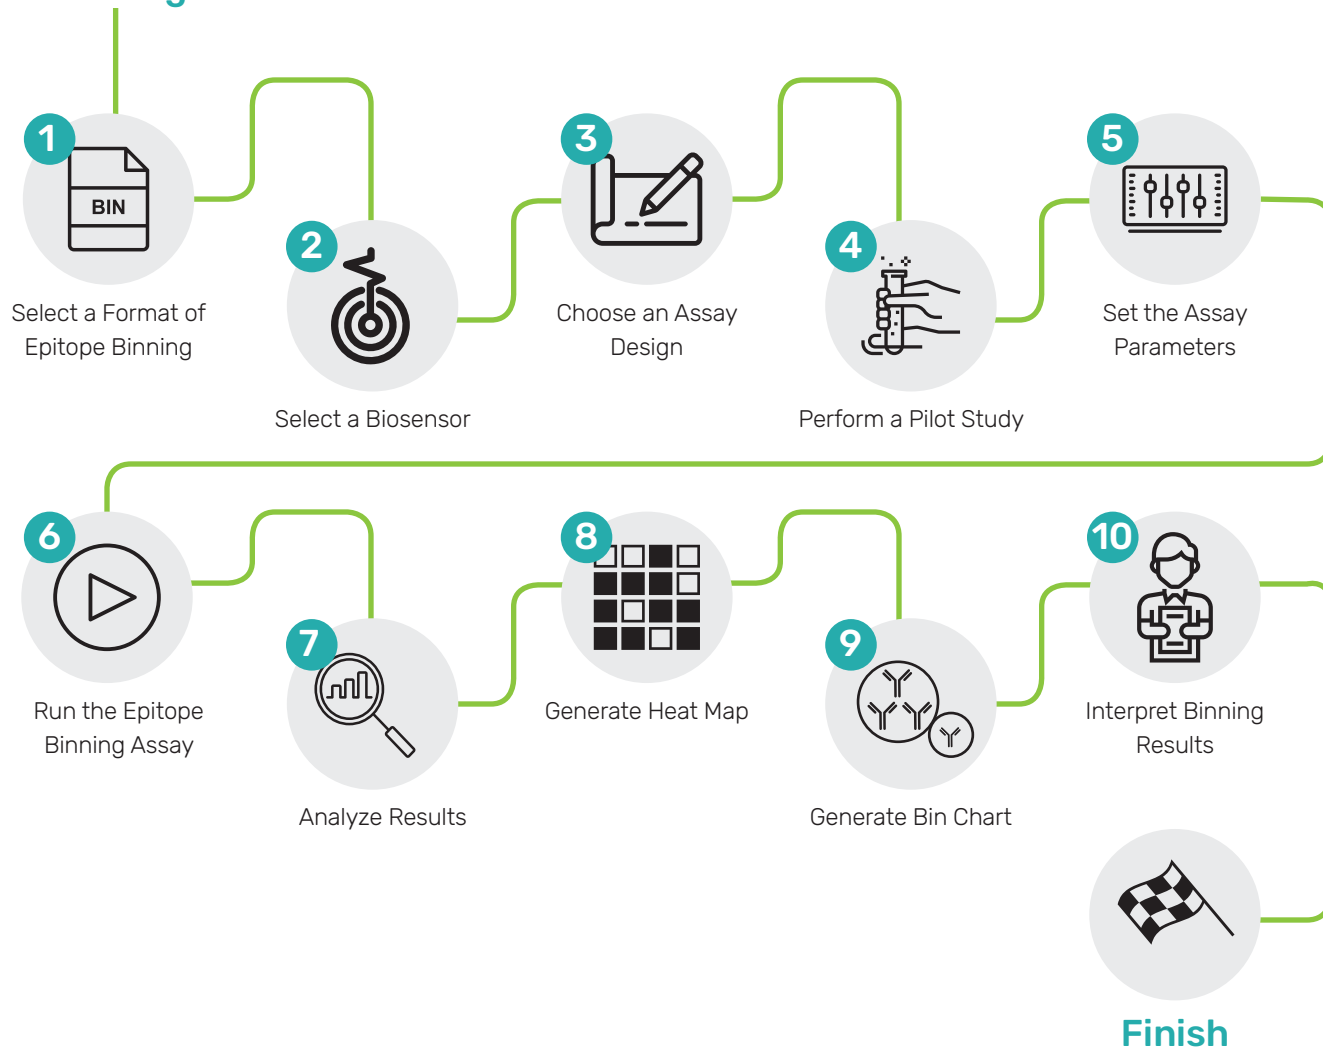 1
BIN
Select a Format of
Epitope Binning
2
Select a Biosensor
3
Choose an Assay
Design
4
Perform a Pilot Study
5
Set the Assay
Parameters
6
Run the Epitope
Binning Assay
7
Analyze Results
8
Generate Heat Map
9
Generate Bin Chart
10
Interpret Binning
Results
Finish